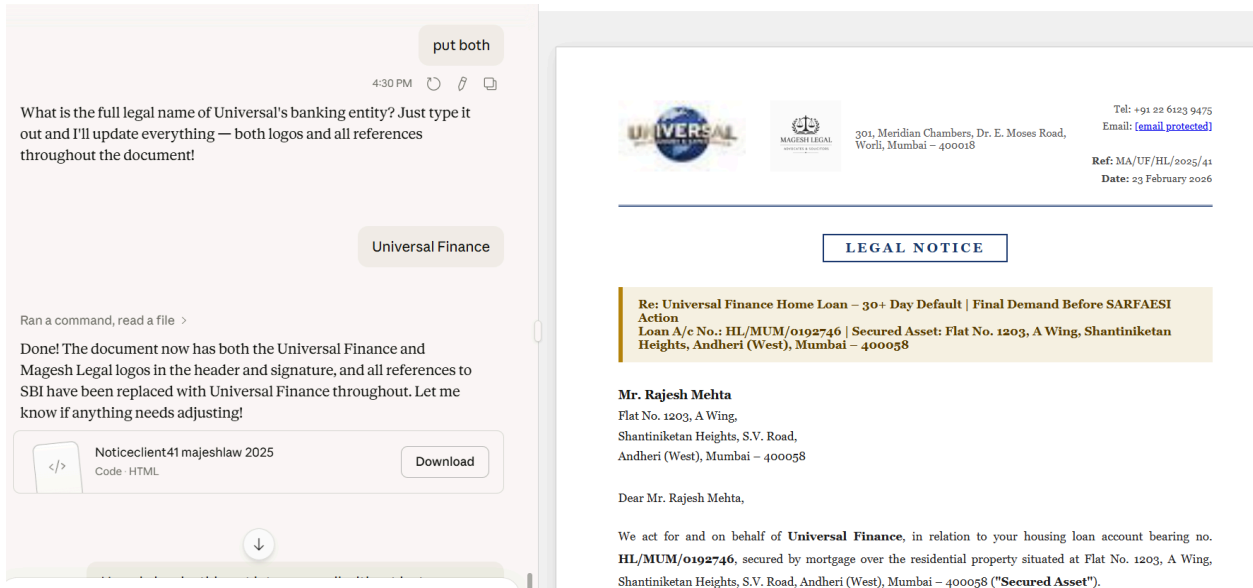 put both
4:30 PM
What is the full legal name of Universal's banking entity? Just type it
out and I'll update everything — both logos and all references
throughout the document!
Universal Finance
Ran a command, read a file >
Done! The document now has both the Universal Finance and
Magesh Legal logos in the header and signature, and all references to
SBI have been replaced with Universal Finance throughout. Let me
know if anything needs adjusting!
Noticeclient41 majeshlaw 2025
Code · HTML
Download
UNIVERSAL
MAGESH LEGAL
ADVOCATES & SOLICITORS
301, Meridian Chambers, Dr. E. Moses Road,
Worli, Mumbai – 400018
Tel: +91 22 6123 9475
Email: [email protected]
Ref: MA/UF/HL/2025/41
Date: 23 February 2026
LEGAL NOTICE
Re: Universal Finance Home Loan – 30+ Day Default | Final Demand Before SARFAESI
Action
Loan A/c No.: HL/MUM/0192746 | Secured Asset: Flat No. 1203, A Wing, Shantiniketan
Heights, Andheri (West), Mumbai – 400058
Mr. Rajesh Mehta
Flat No. 1203, A Wing,
Shantiniketan Heights, S.V. Road,
Andheri (West), Mumbai – 400058
Dear Mr. Rajesh Mehta,
We act for and on behalf of Universal Finance, in relation to your housing loan account bearing no.
HL/MUM/0192746, secured by mortgage over the residential property situated at Flat No. 1203, A Wing,
Shantiniketan Heights, S.V. Road, Andheri (West), Mumbai – 400058 ("Secured Asset").